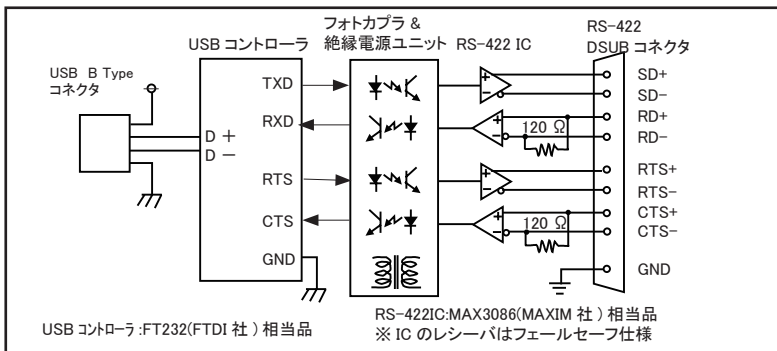 フォトカプラ &
絶縁電源ユニット
USB コントローラ
RS-422 IC
RS-422
DSUB コネクタ
USB B Type
コネクタ
D +
D −
TXD
RXD
RTS
CTS
GND
+
−
+
−
120 Ω
+
−
+
−
120 Ω
SD+
SD-
RD+
RD-
RTS+
RTS-
CTS+
CTS-
GND
USB コントローラ :FT232(FTDI 社 ) 相当品
RS-422IC:MAX3086(MAXIM 社 ) 相当品
※ IC のレシーバはフェールセーフ仕様